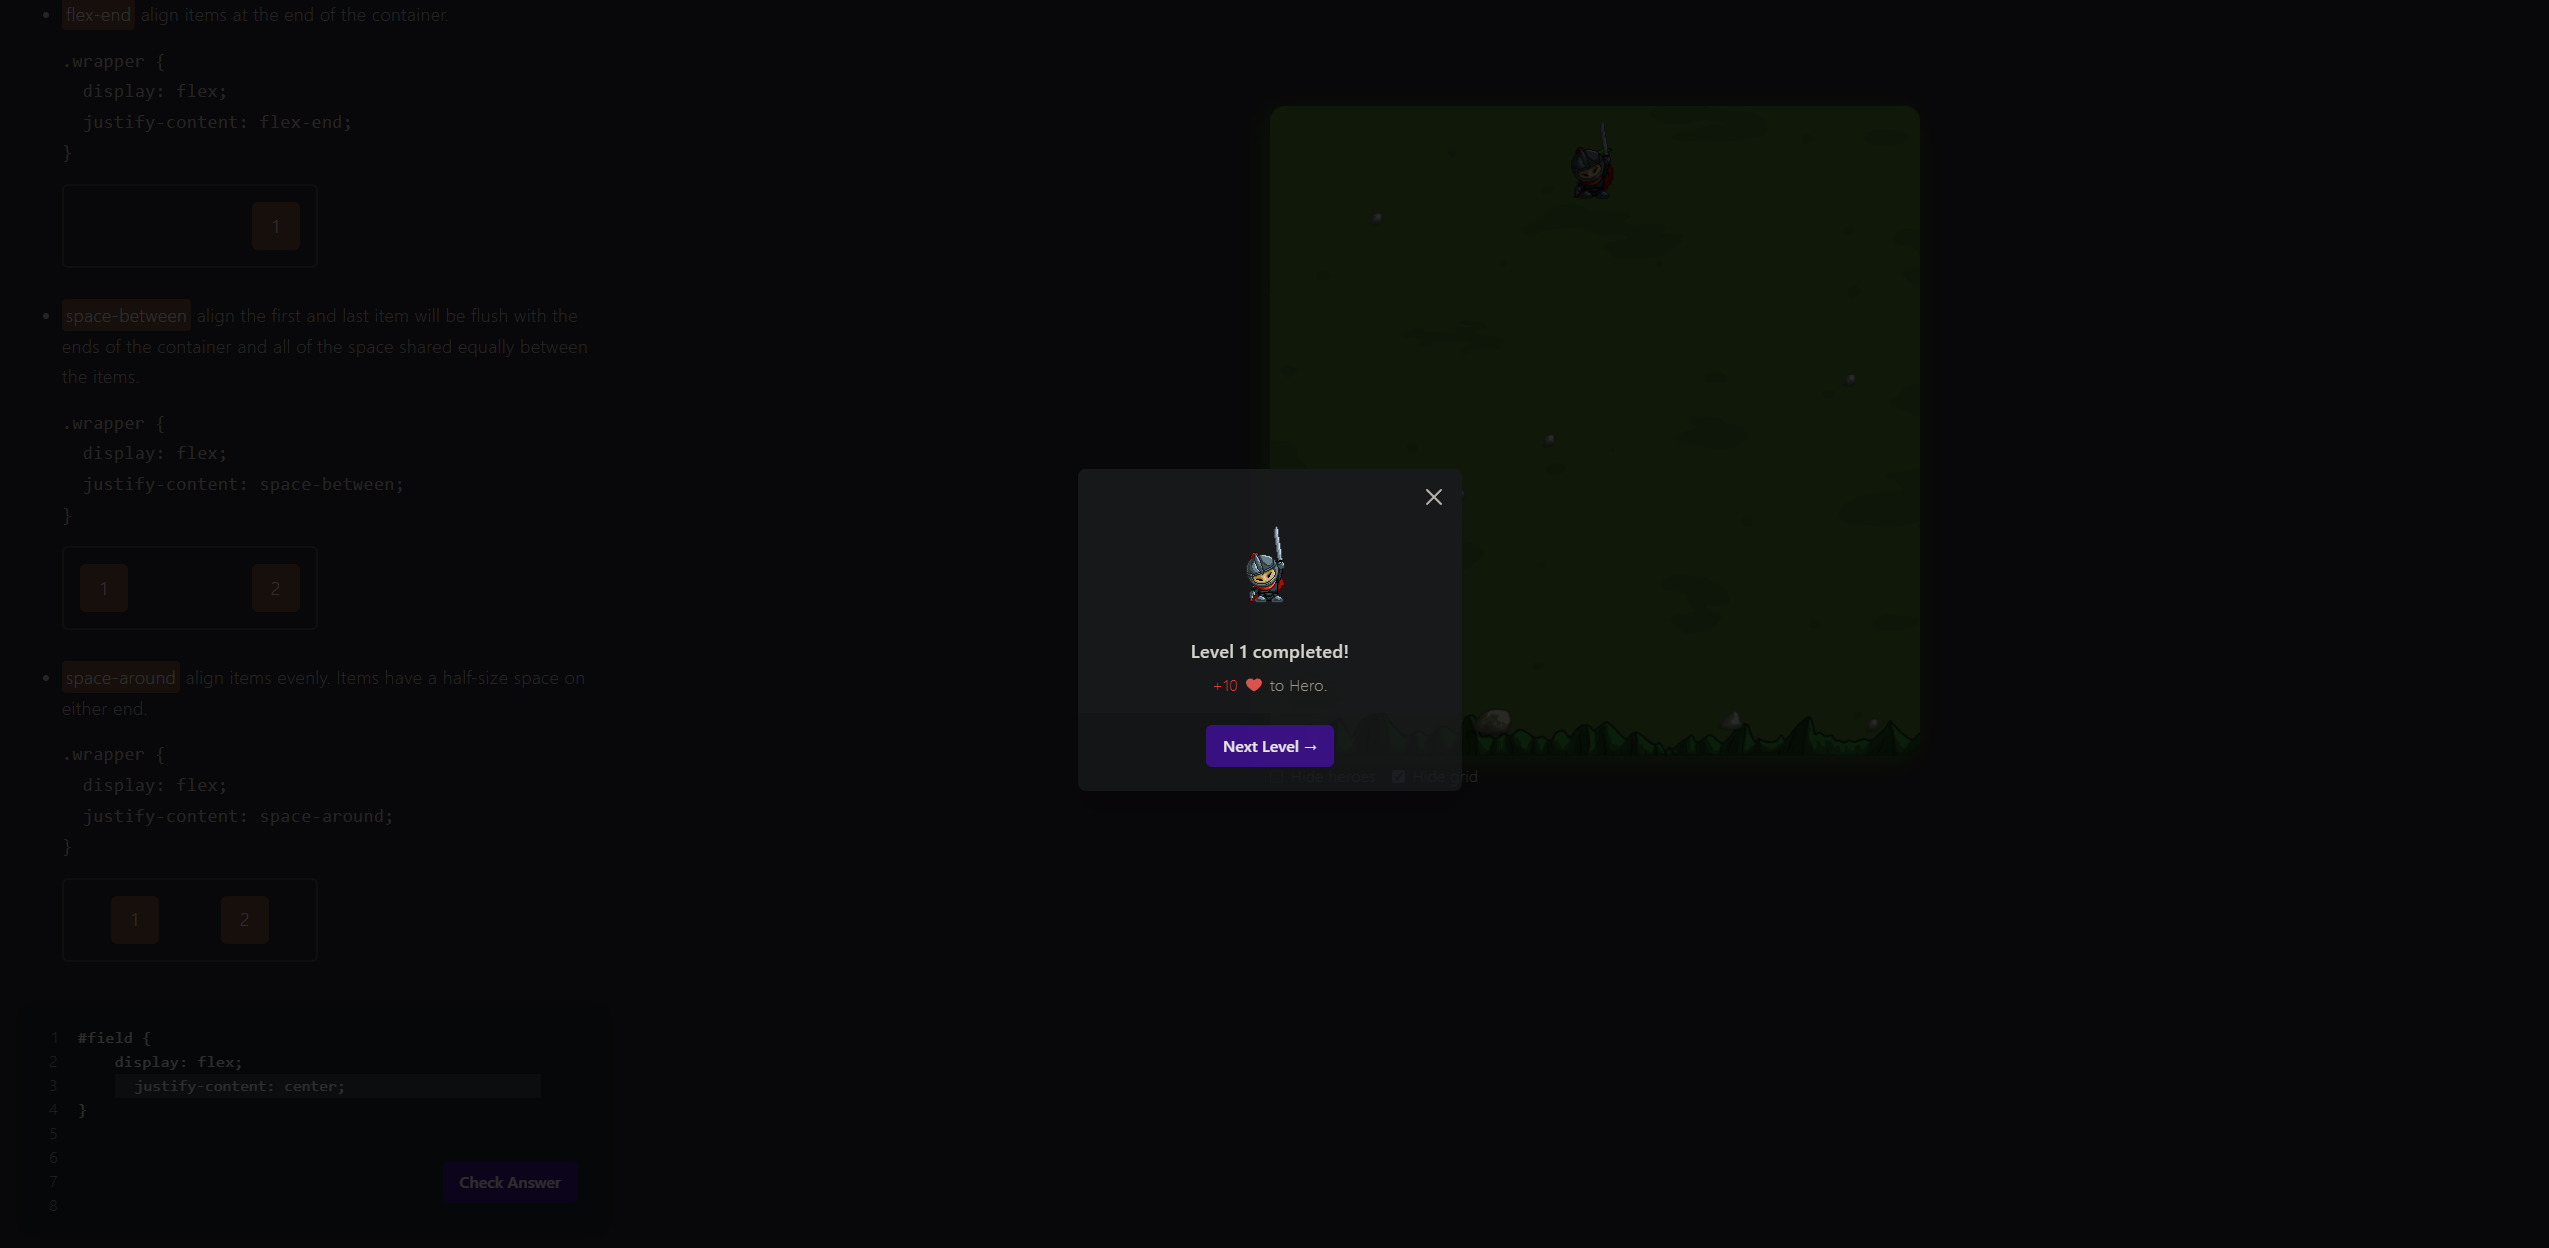 flex-end align items at the end of the container.
.wrapper {
display: flex;
justify-content: flex-end;
}
1
space-between align the first and last item will be flush with the
ends of the container and all of the space shared equally between
the items.
.wrapper {
display: flex;
justify-content: space-between;
}
1 2
space-around align items evenly. Items have a half-size space on
either end.
.wrapper {
display: flex;
justify-content: space-around;
}
1 2
1 #field {
2 display: flex;
3 justify-content: center;
4 }
5
6
7
8
Check Answer
Level 1 completed!
+10 to Hero.
Next Level →
Hide heroes Hide grid